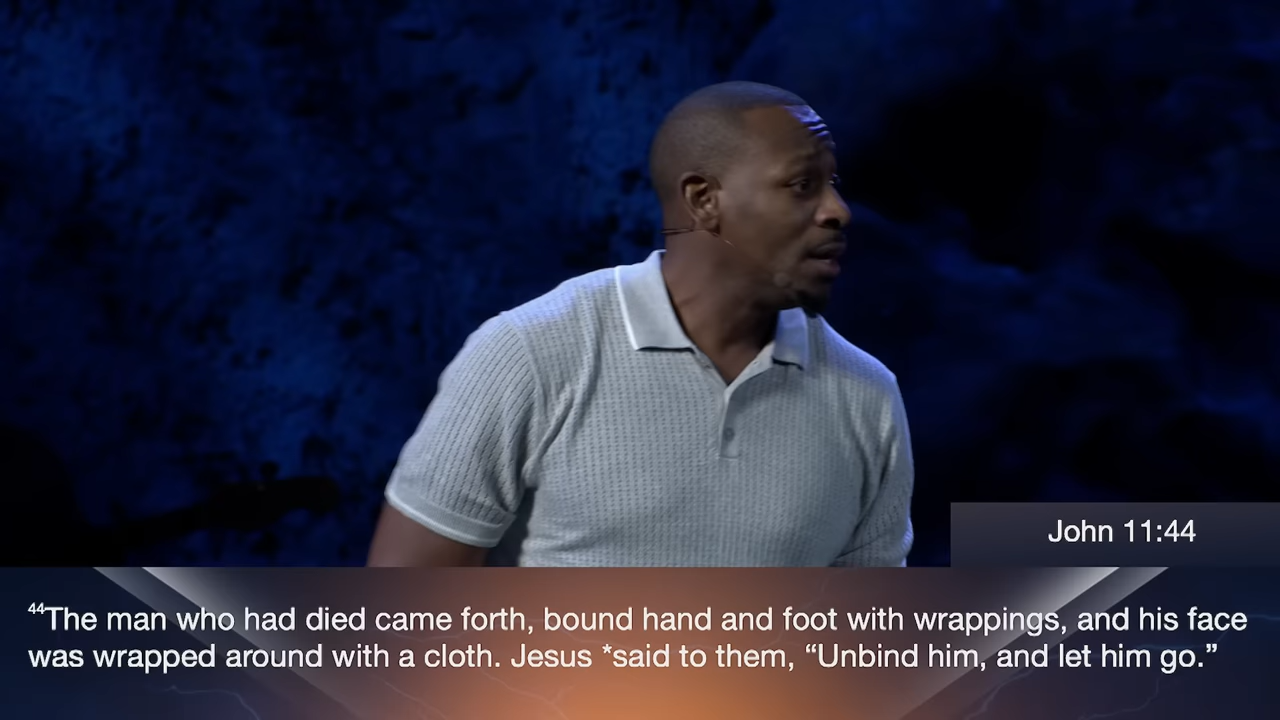 John 11:44
44The man who had died came forth, bound hand and foot with wrappings, and his face
was wrapped around with a cloth. Jesus *said to them, “Unbind him, and let him go.”